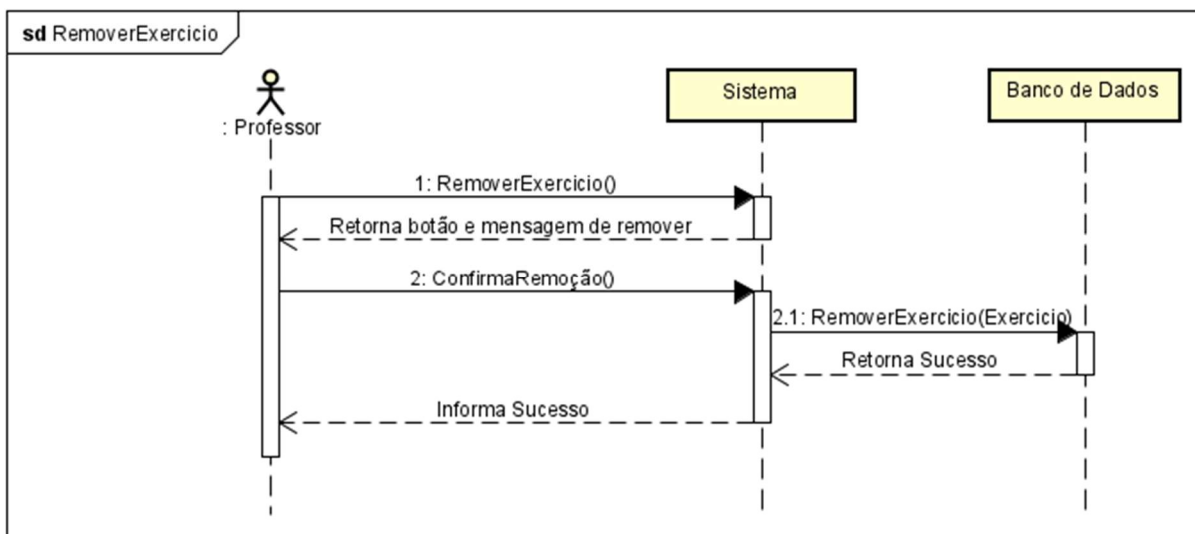 sd RemoverExercicio
: Professor
Sistema
Banco de Dados
1: RemoverExercicio()
Retorna botão e mensagem de remover
2: ConfirmaRemoção()
2.1: RemoverExercicio(Exercicio)
Retorna Sucesso
Informa Sucesso